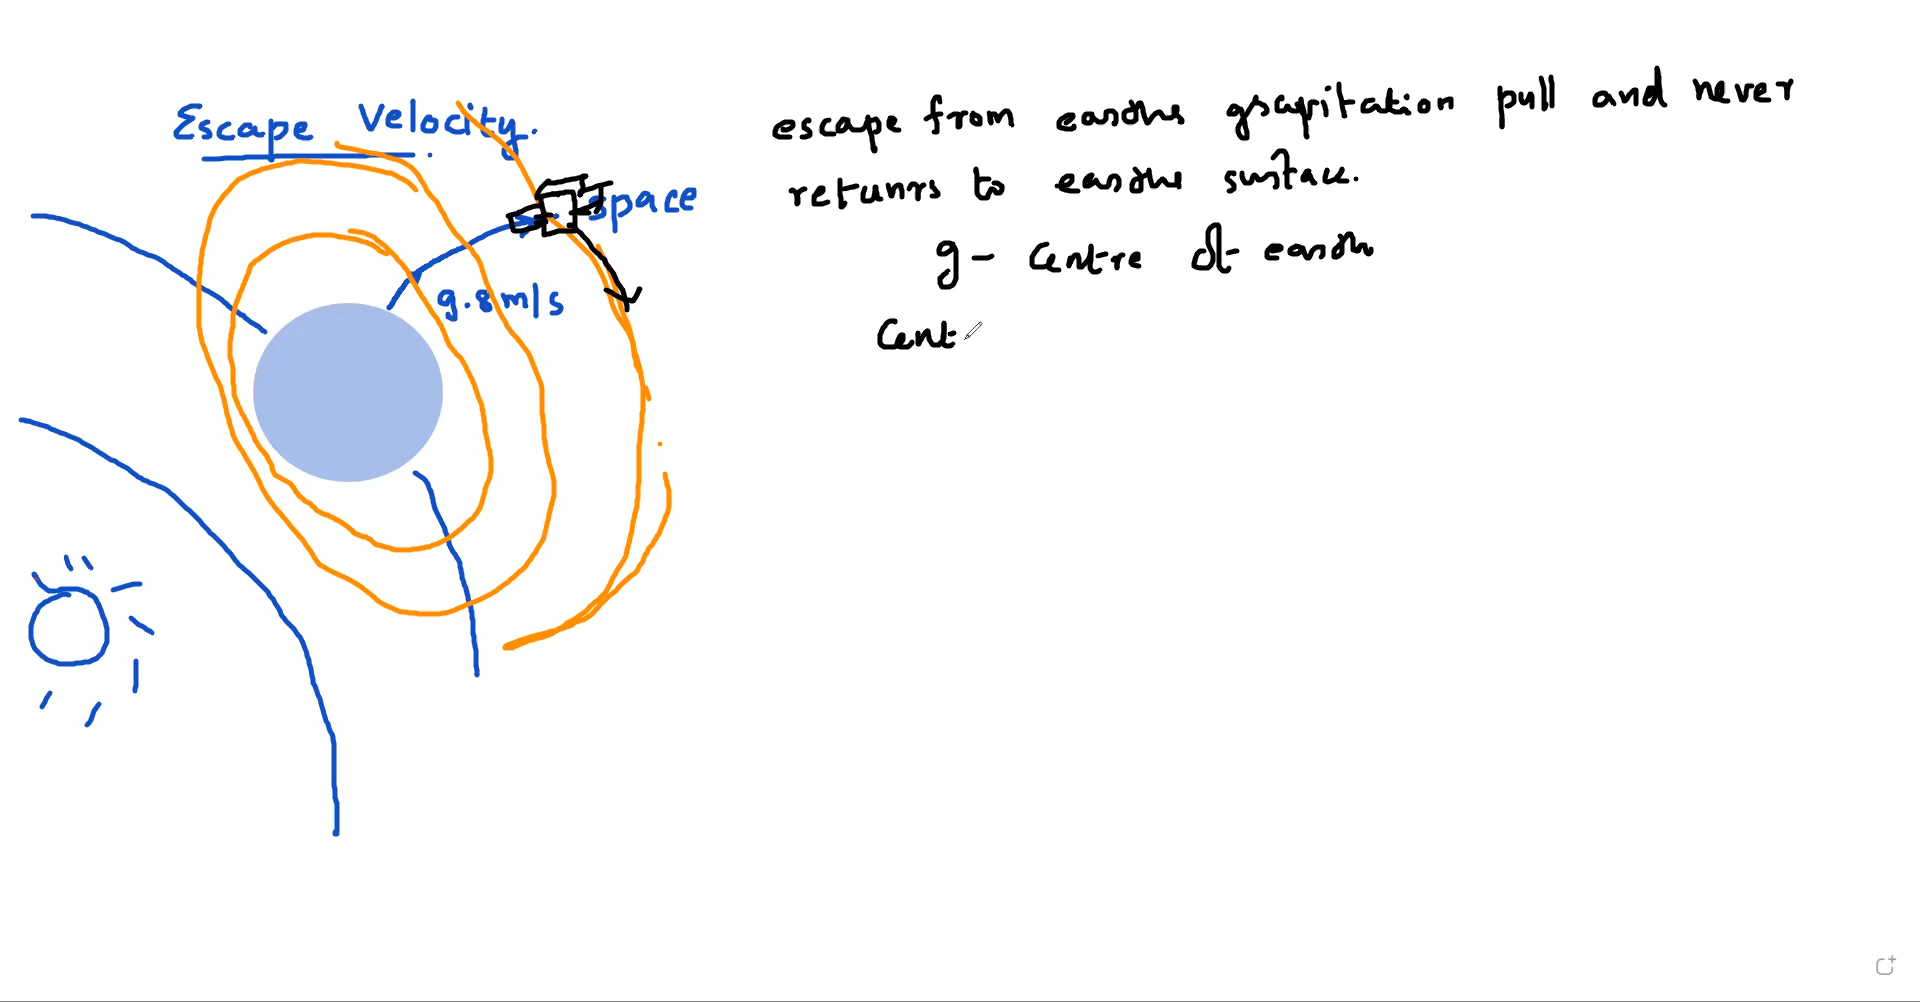 Escape Velocity.
escape from earths gravitation pull and never
returns to earths surface.
space
g - Centre of earth
9.8 m/s
Cent